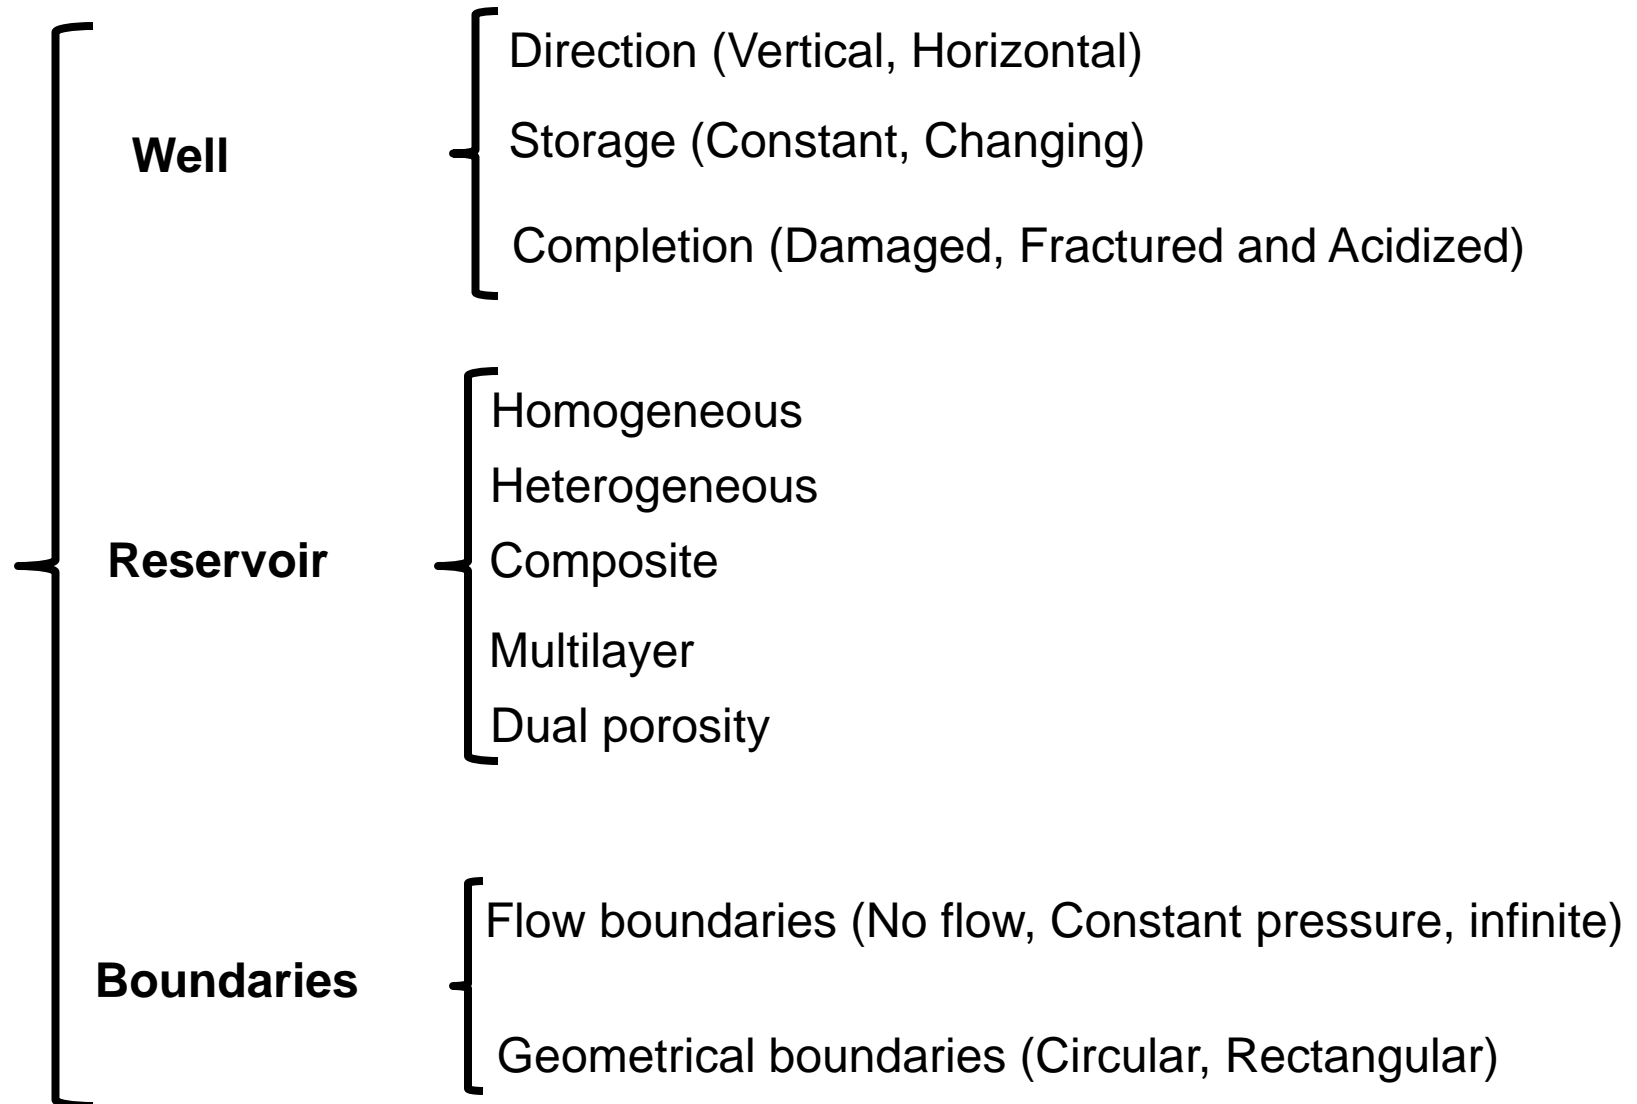 Direction (Vertical, Horizontal)
Well
Storage (Constant, Changing)
Completion (Damaged, Fractured and Acidized)
Homogeneous
Heterogeneous
Reservoir
Composite
Multilayer
Dual porosity
Flow boundaries (No flow, Constant pressure, infinite)
Boundaries
Geometrical boundaries (Circular, Rectangular)